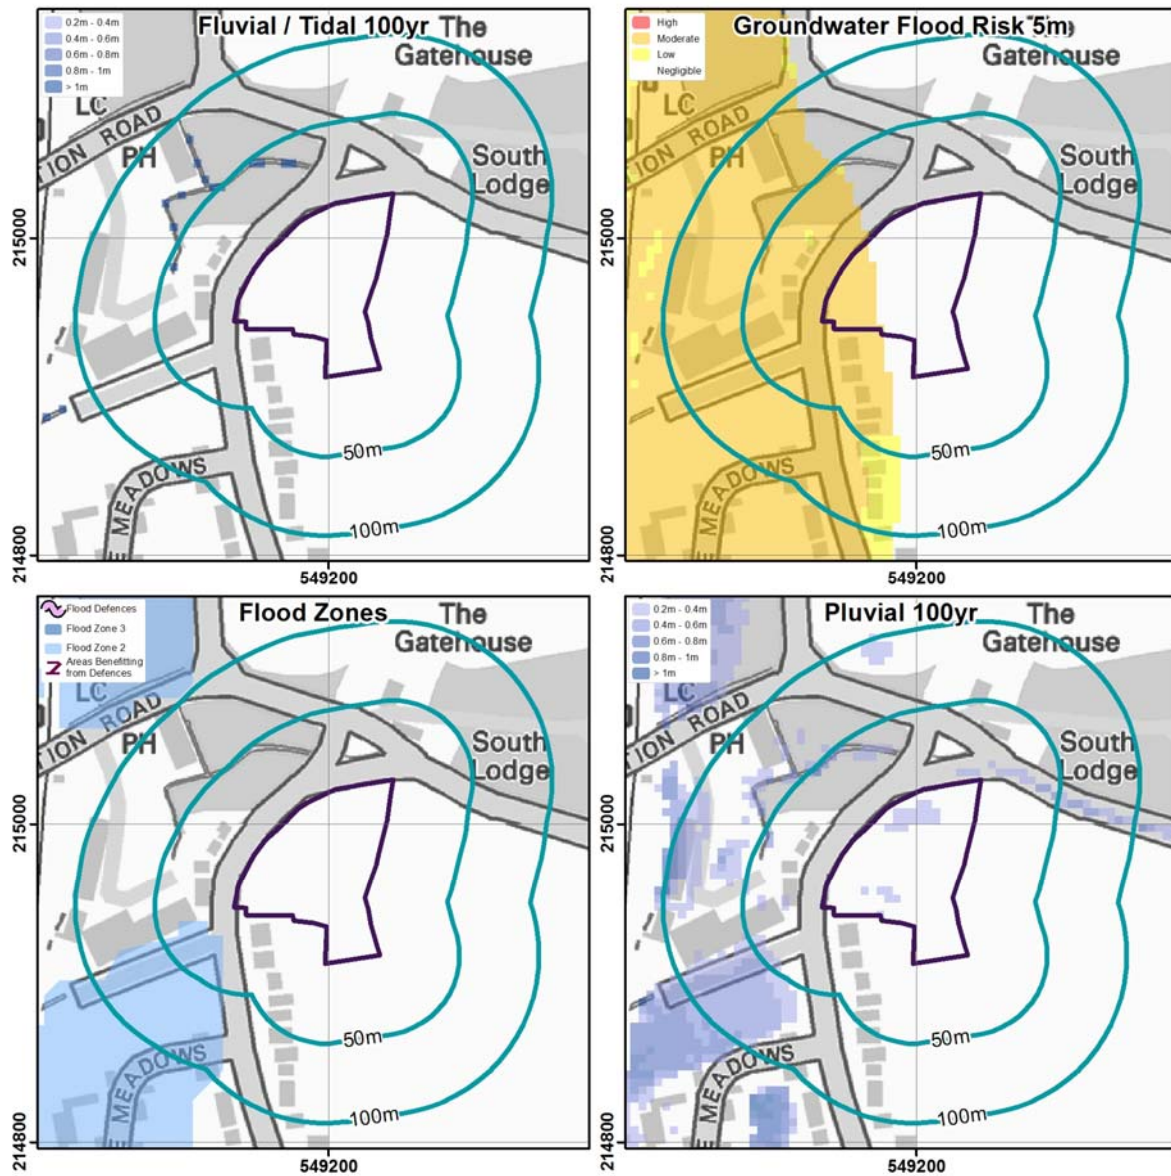 Fluvial / Tidal 100yr
0.2m - 0.4m
0.4m - 0.6m
0.6m - 0.8m
0.8m - 1m
> 1m
The
Gatehouse
LC
TION ROAD
PH
South
Lodge
215000
E MEADOWS
50m
100m
214800
549200
Groundwater Flood Risk 5m
High
Moderate
Low
Negligible
The
Gatehouse
LC
TION ROAD
PH
South
Lodge
215000
E MEADOWS
50m
100m
214800
549200
Flood Zones
Flood Defences
Flood Zone 3
Flood Zone 2
Areas Benefitting
from Defences
The
Gatehouse
LC
TION ROAD
PH
South
Lodge
215000
E MEADOWS
50m
100m
214800
549200
Pluvial 100yr
0.2m - 0.4m
0.4m - 0.6m
0.6m - 0.8m
0.8m - 1m
> 1m
The
Gatehouse
LC
TION ROAD
PH
South
Lodge
215000
E MEADOWS
50m
100m
214800
549200